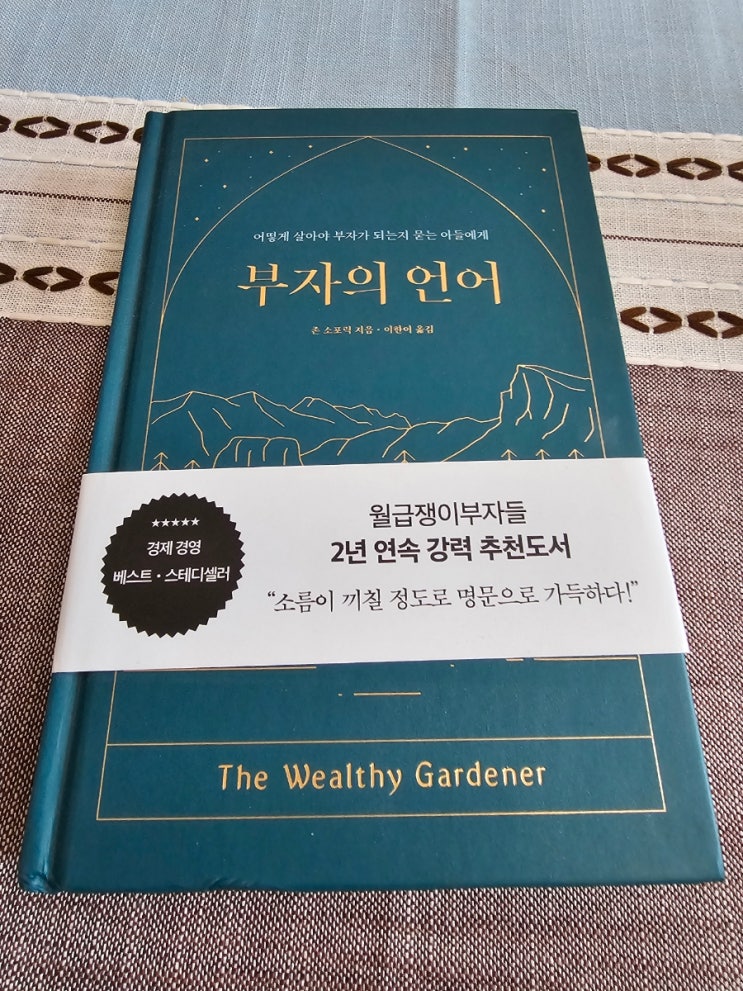 어떻게 살아야 부자가 되는지 묻는 아들에게
부자의 언어
존 소포릭 지음 · 이한이 옮김
★★★★★
경제 경영
베스트 · 스테디셀러
월급쟁이부자들
2년 연속 강력 추천도서
“소름이 끼칠 정도로 명문으로 가득하다!”
The Wealthy Gardener